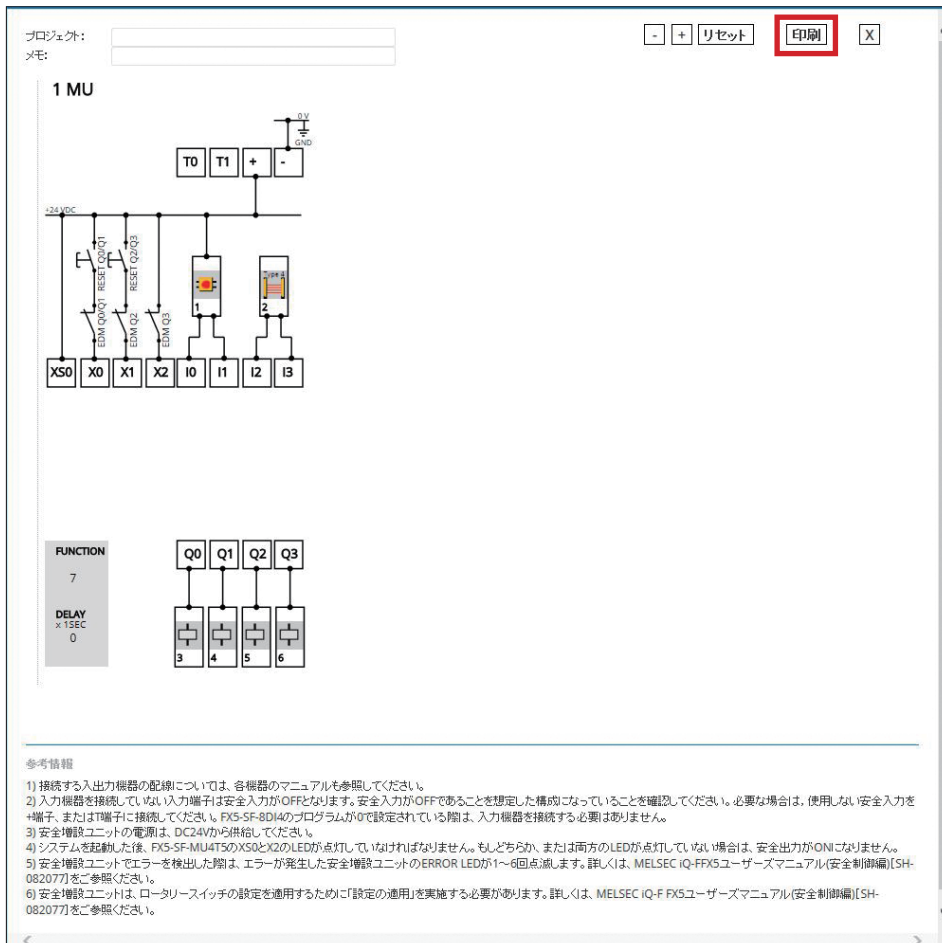 プロジェクト:
- + リセット 印刷 X
メモ:
1 MU
0 V
GND
T0 T1 + -
+24 VDC
RESET Q0/Q1
RESET Q2/Q3
Type 4
1
2
EDM Q0/Q1
EDM Q2
EDM Q3
XS0 X0 X1 X2 I0 I1 I2 I3
FUNCTION
7
DELAY
x 1SEC
0
Q0 Q1 Q2 Q3
3 4 5 6
参考情報
1) 接続する入出力機器の配線については、各機器のマニュアルも参照してください。
2) 入力機器を接続していない入力端子は安全入力がOFFとなります。安全入力がOFFであることを想定した構成になっていることを確認してください。必要な場合は，使用しない安全入力を
+端子、またはT端子に接続してください。FX5-SF-8DI4のプログラムが0で設定されている際は、入力機器を接続する必要はありません。
3) 安全増設ユニットの電源は、DC24Vから供給してください。
4) システムを起動した後、FX5-SF-MU4T5のXS0とX2のLEDが点灯していなければなりません。もしどちらか、または両方のLEDが点灯していない場合は、安全出力がONになりません。
5) 安全増設ユニットでエラーを検出した際は、エラーが発生した安全増設ユニットのERROR LEDが1～6回点滅します。詳しくは、MELSEC iQ-FFX5ユーザーズマニュアル(安全制御編)[SH-
082077]をご参照ください。
6) 安全増設ユニットは、ロータリースイッチの設定を適用するために「設定の適用」を実施する必要があります。詳しくは、MELSEC iQ-F FX5ユーザーズマニュアル(安全制御編)[SH-
082077]をご参照ください。